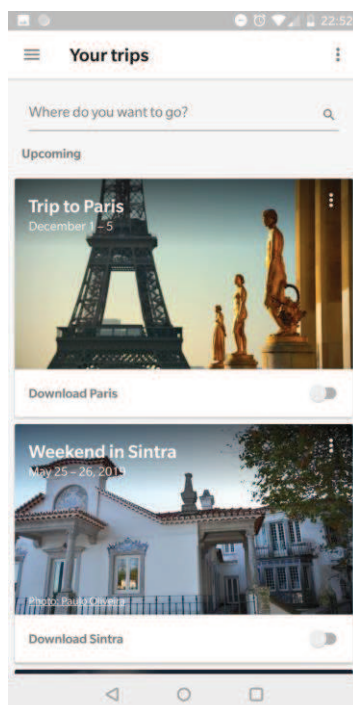 22:52
Your trips
Where do you want to go?
Upcoming
Trip to Paris
December 1 – 5
Download Paris
Weekend in Sintra
May 25 – 26, 2019
Photo: Paulo Oliveira
Download Sintra